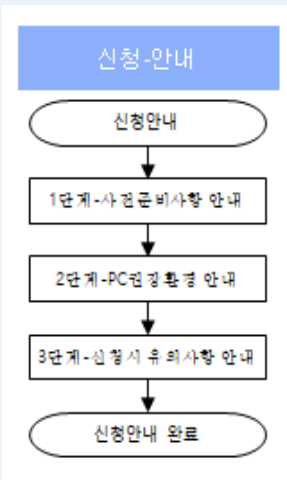 신청-안내
신청안내
1단계-사전준비사항 안내
2단계-PC권장환경 안내
3단계-신청시 유의사항 안내
신청안내 완료